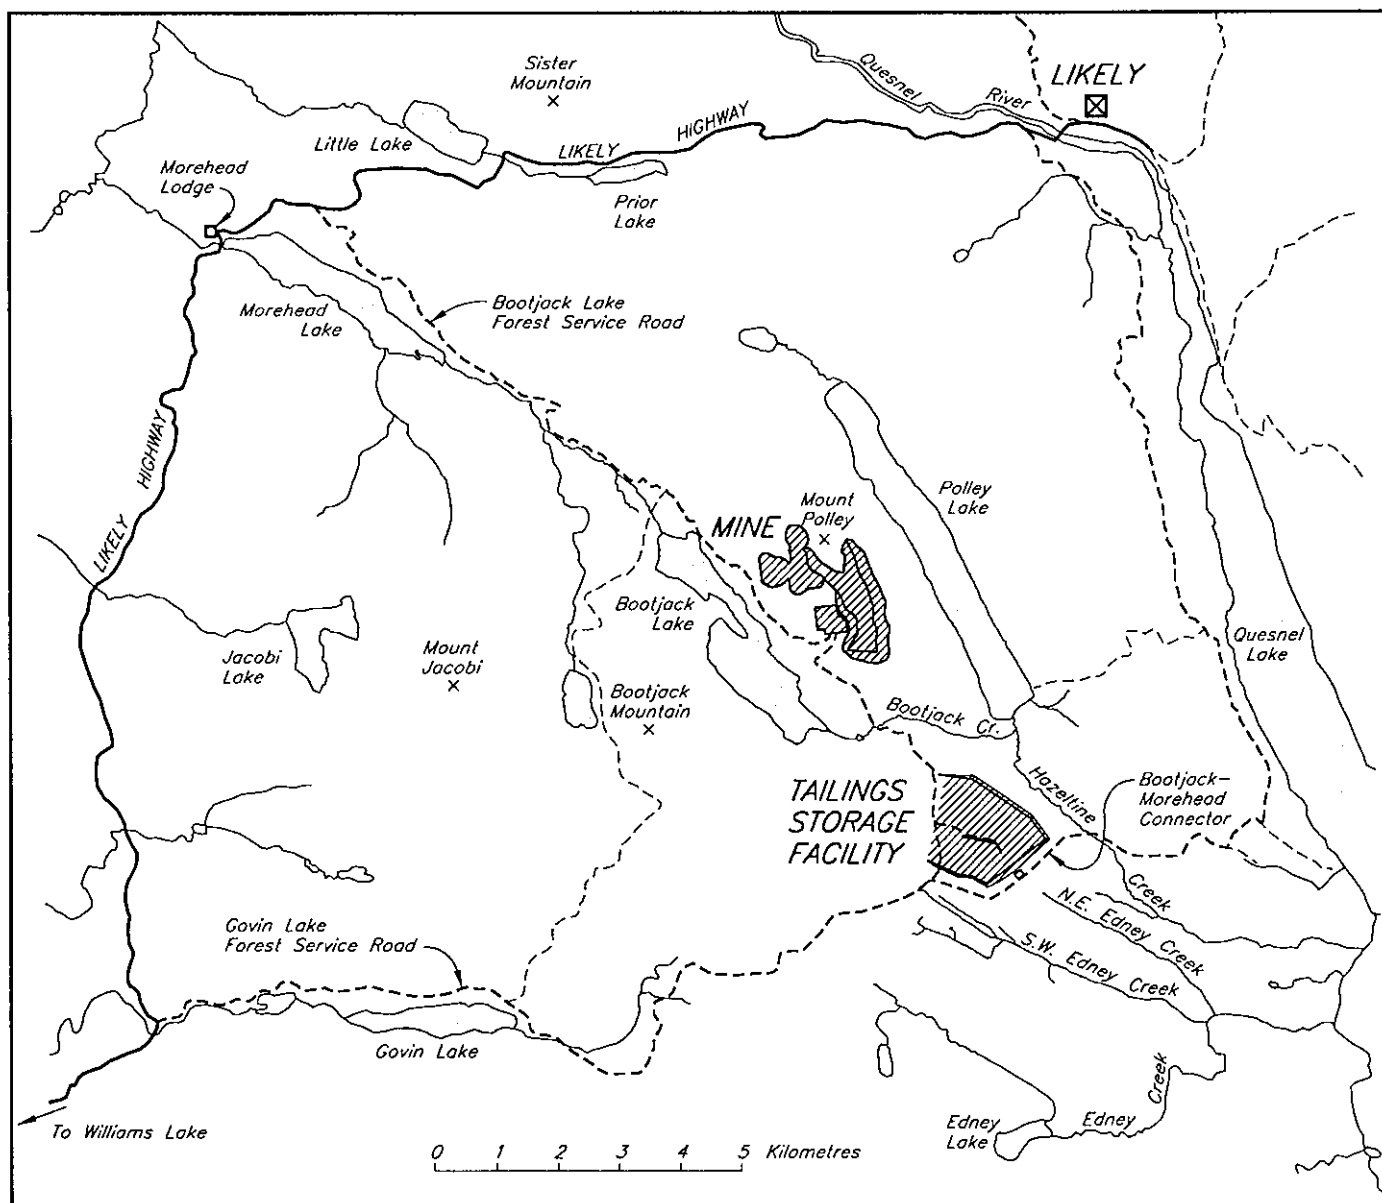 Sister
Mountain
Quesnel
River
LIKELY
HIGHWAY
LIKELY
Little Lake
Morehead
Lodge
Prior
Lake
Morehead
Lake
Bootjack Lake
Forest Service Road
HIGHWAY
LIKELY
MINE
Mount
Polley
Polley
Lake
Bootjack
Lake
Jacobi
Lake
Mount
Jacobi
Bootjack
Mountain
Quesnel
Lake
Bootjack Cr.
Hazeltine
Creek
Bootjack-
Morehead
Connector
TAILINGS
STORAGE
FACILITY
N.E. Edney Creek
S.W. Edney Creek
Govin Lake
Forest Service Road
Govin Lake
Edney
Lake
Edney
Creek
To Williams Lake
0 1 2 3 4 5 Kilometres